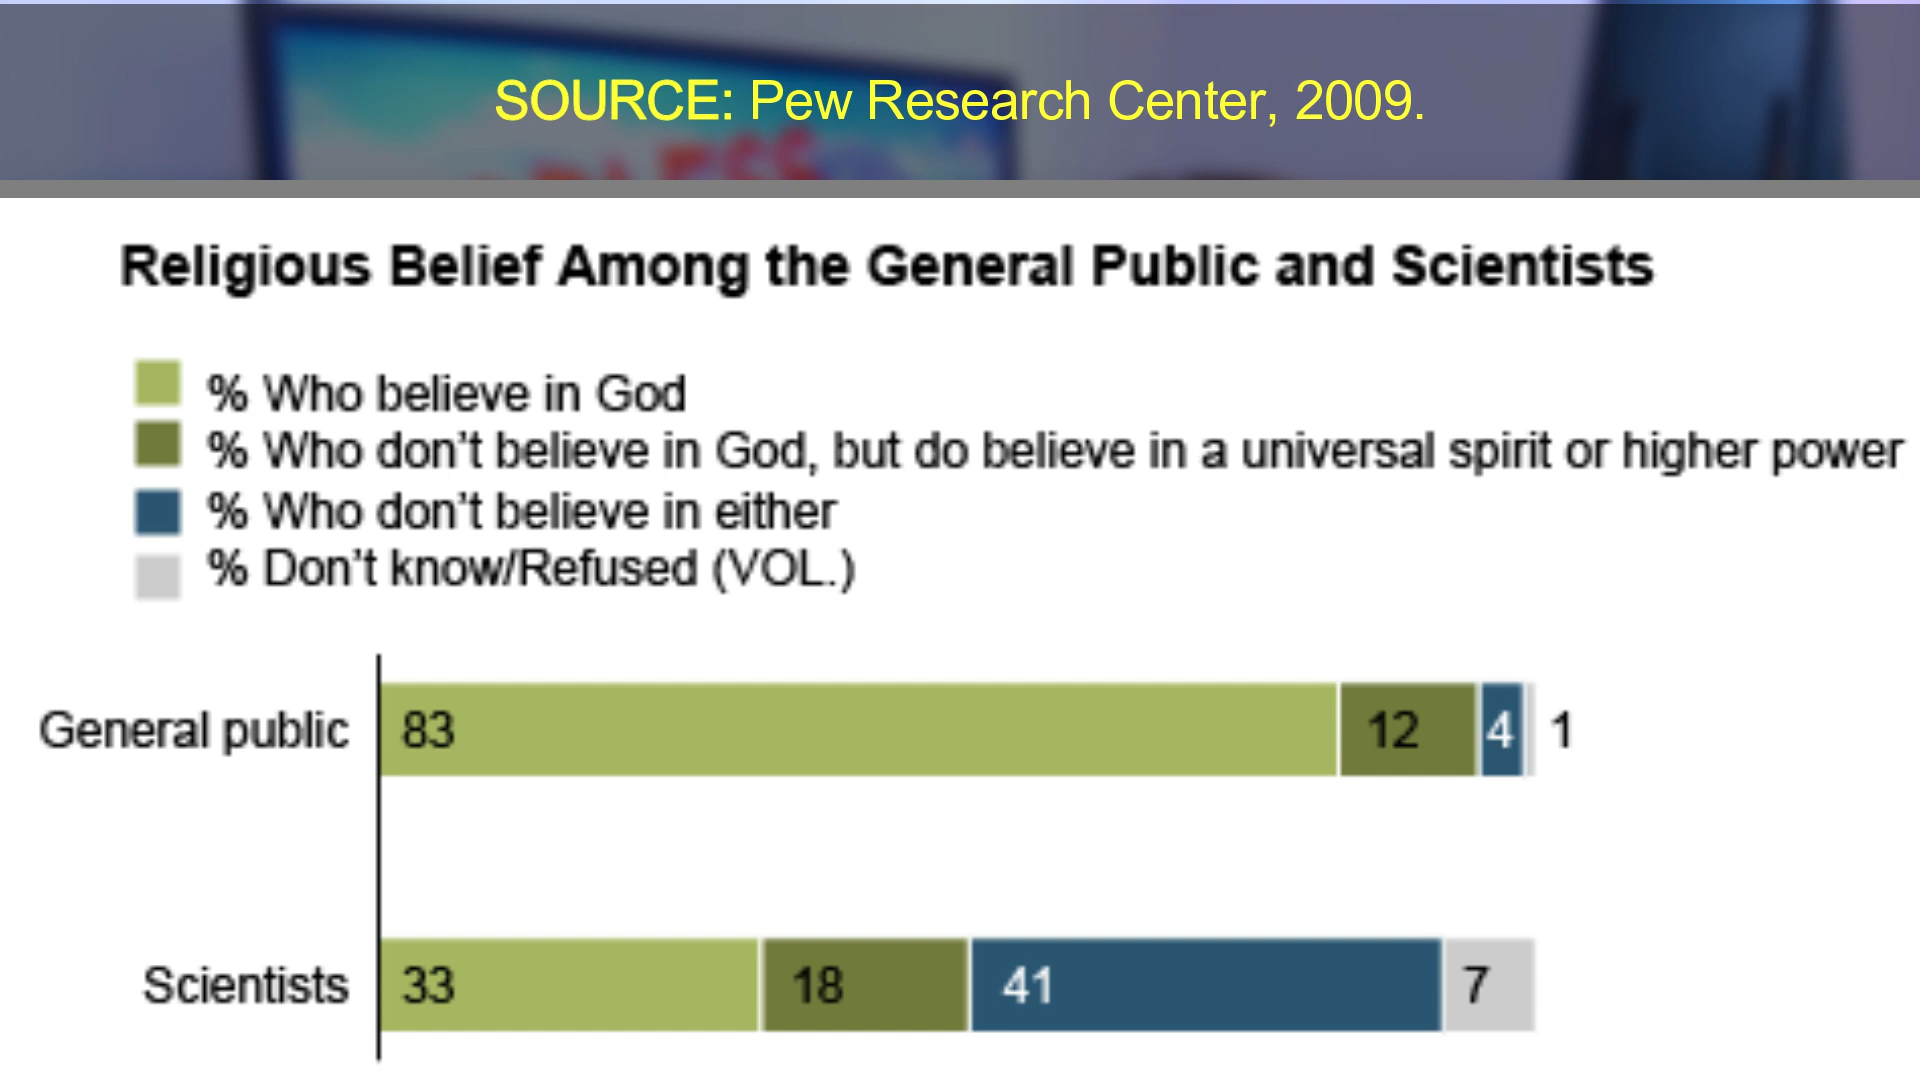 SOURCE: Pew Research Center, 2009.
Religious Belief Among the General Public and Scientists
% Who believe in God
% Who don't believe in God, but do believe in a universal spirit or higher power
% Who don't believe in either
% Don't know/Refused (VOL.)
General public 83 12 4 1
Scientists 33 18 41 7